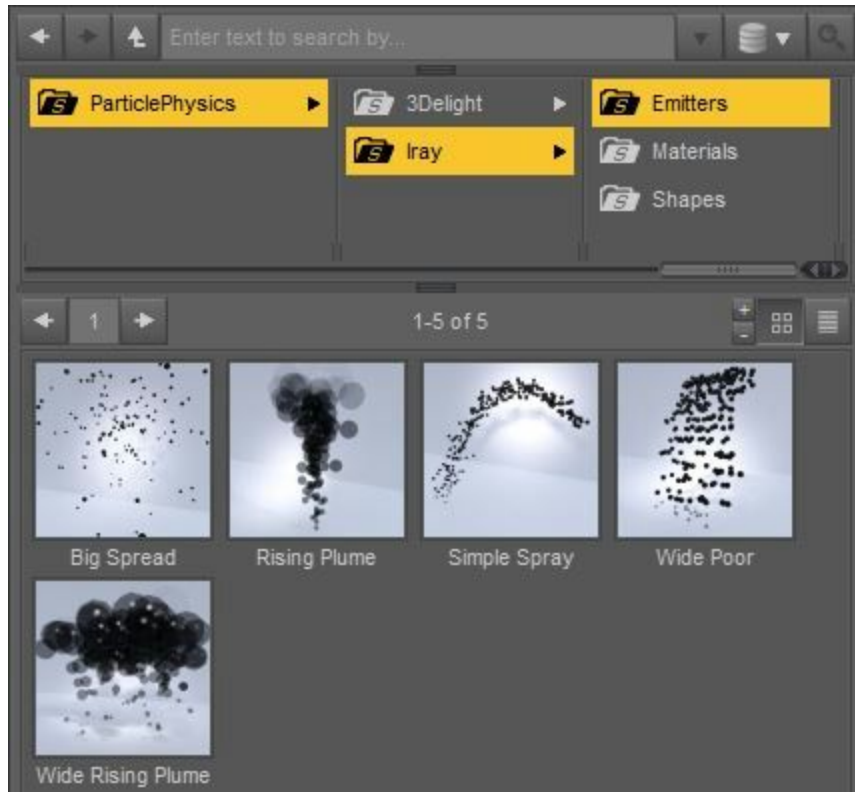 Enter text to search by...
ParticlePhysics
3Delight
Emitters
Iray
Materials
Shapes
1
1-5 of 5
Big Spread
Rising Plume
Simple Spray
Wide Poor
Wide Rising Plume